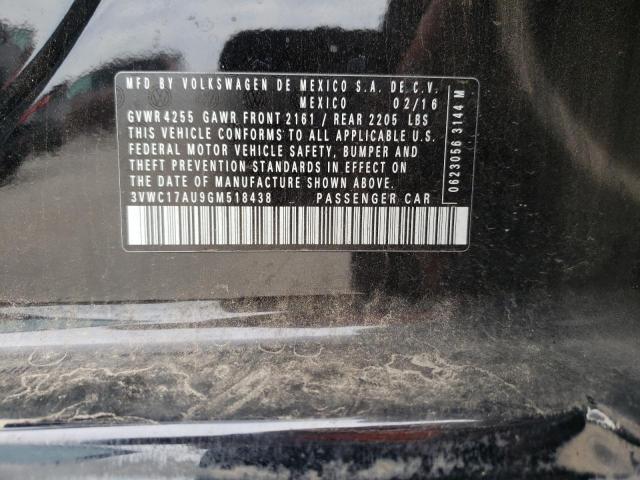 MFD BY VOLKSWAGEN DE MEXICO S.A. DE C.V.
MEXICO 02/16
GVWR 4255 GAWR FRONT 2161 / REAR 2205 LBS
THIS VEHICLE CONFORMS TO ALL APPLICABLE U.S.
FEDERAL MOTOR VEHICLE SAFETY, BUMPER AND
THEFT PREVENTION STANDARDS IN EFFECT ON
THE DATE OF MANUFACTURE SHOWN ABOVE.
3VWC17AU9GM518438 PASSENGER CAR
0623056 3144 M